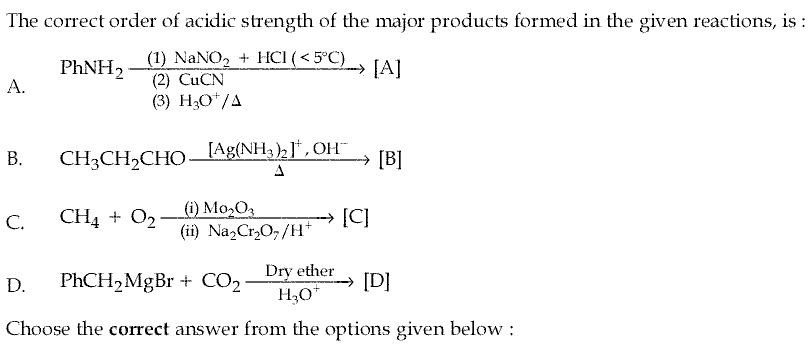 The correct order of acidic strength of the major products formed in the given reactions, is :
A. PhNH₂ (1) NaNO₂ + HCl (< 5°C) (2) CuCN (3) H₃O⁺/Δ → [A]
B. CH₃CH₂CHO [Ag(NH₃)₂]⁺, OH⁻ Δ → [B]
C. CH₄ + O₂ (i) Mo₂O₃ (ii) Na₂Cr₂O₇/H⁺ → [C]
D. PhCH₂MgBr + CO₂ Dry ether H₃O⁺ → [D]
Choose the correct answer from the options given below :